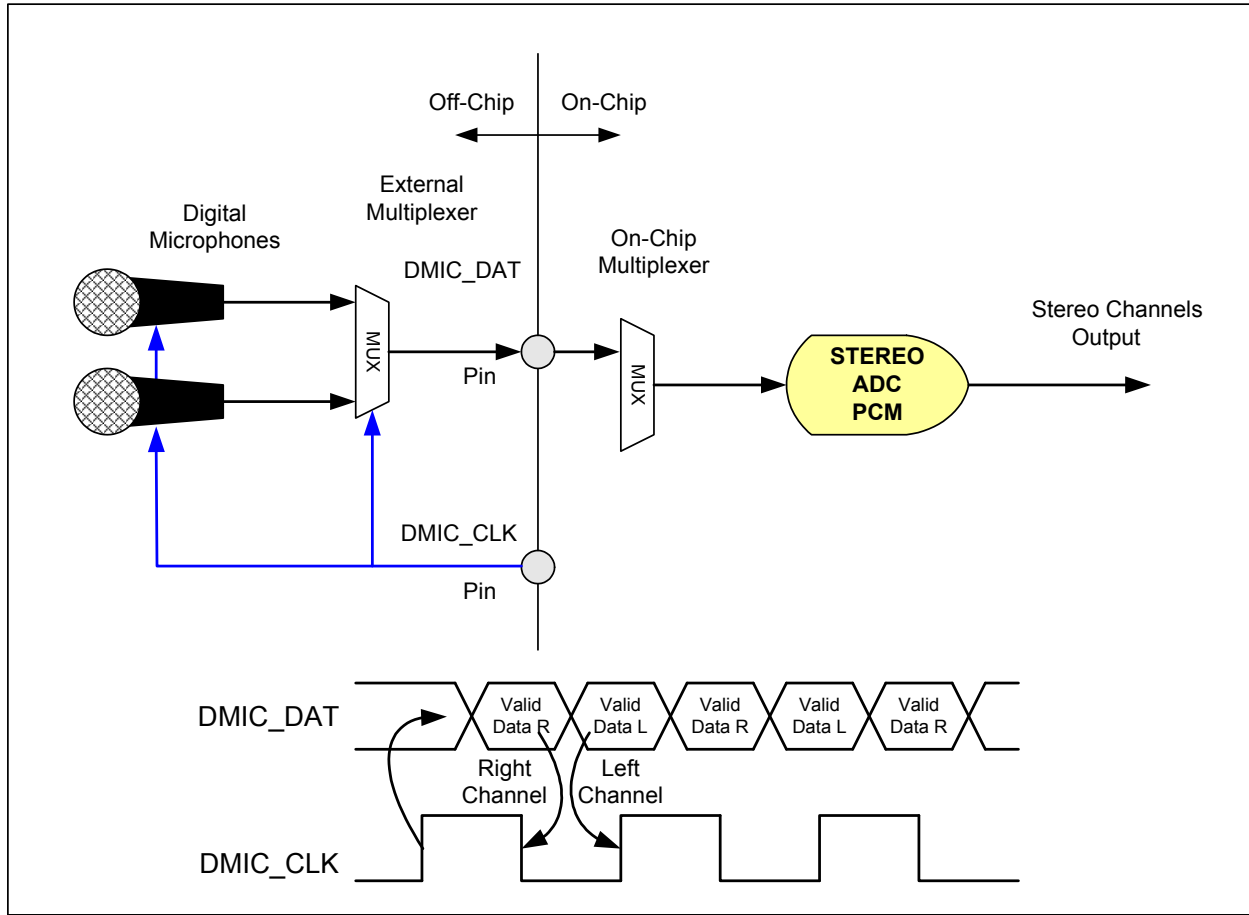 Off-Chip
On-Chip
External
Multiplexer
Digital
Microphones
DMIC_DAT
On-Chip
Multiplexer
Stereo Channels
Output
MUX
MUX
STEREO
ADC
PCM
Pin
DMIC_CLK
Pin
DMIC_DAT
Valid
Data R
Valid
Data L
Valid
Data R
Valid
Data L
Valid
Data R
Right
Channel
Left
Channel
DMIC_CLK